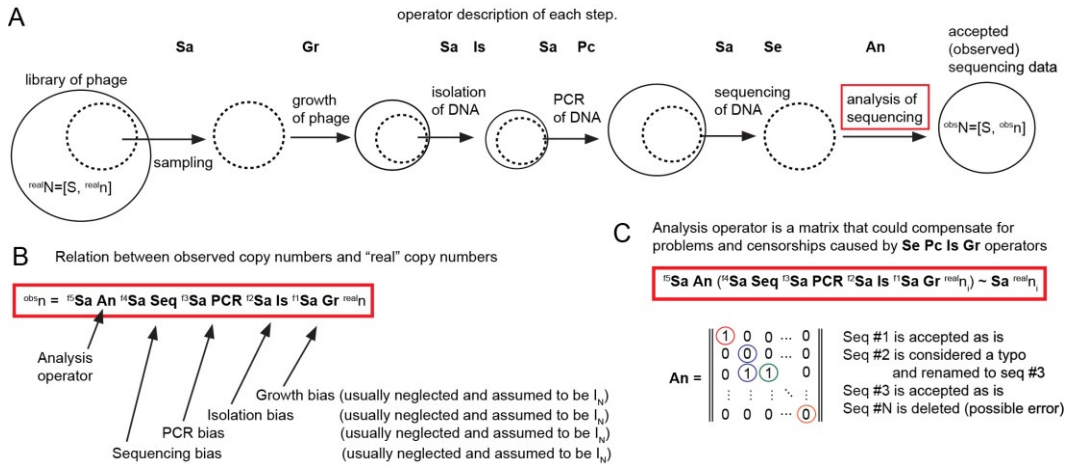 A
operator description of each step.
Sa Gr Sa Is Sa Pc Sa Se An
accepted
(observed)
sequencing data
library of phage
sampling
growth
of phage
isolation
of DNA
PCR
of DNA
sequencing
of DNA
analysis of
sequencing
realN=[S, realn]
obsN=[S, obsn]
B Relation between observed copy numbers and “real” copy numbers
obsn = f5Sa An f4Sa Seq f3Sa PCR f2Sa Is f1Sa Gr realn
Analysis
operator
Growth bias (usually neglected and assumed to be IN)
Isolation bias (usually neglected and assumed to be IN)
PCR bias (usually neglected and assumed to be IN)
Sequencing bias (usually neglected and assumed to be IN)
C Analysis operator is a matrix that could compensate for
problems and censorships caused by Se Pc Is Gr operators
f5Sa An (f4Sa Seq f3Sa PCR f2Sa Is f1Sa Gr realni) ~ Sa realni
An =
1 0 0 ... 0
0 0 0 ... 0
0 1 1 0
⋮ ⋮ ⋮ ⋱ ⋮
0 0 0 ... 0
Seq #1 is accepted as is
Seq #2 is considered a typo
and renamed to seq #3
Seq #3 is accepted as is
Seq #N is deleted (possible error)